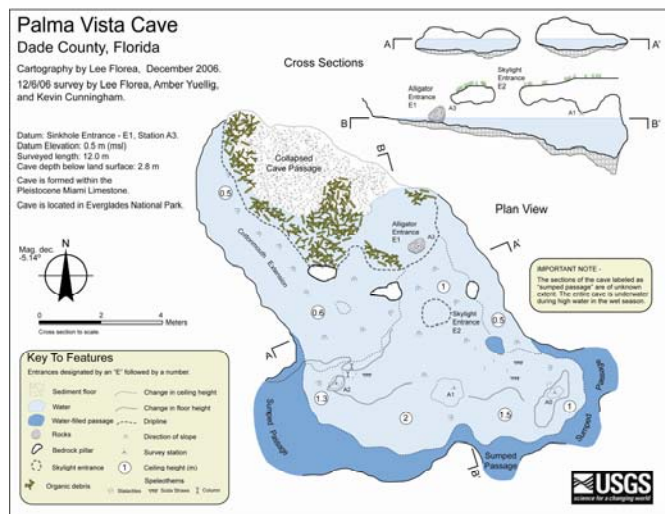 Palma Vista Cave
Dade County, Florida
Cartography by Lee Florea, December 2006.
12/6/06 survey by Lee Florea, Amber Yuellig,
and Kevin Cunningham.
Datum: Sinkhole Entrance - E1, Station A3.
Datum Elevation: 0.5 m (msl)
Surveyed length: 12.0 m
Cave depth below land surface: 2.8 m
Cave is formed within the
Pleistocene Miami Limestone.
Cave is located in Everglades National Park.
Mag. dec.
-5.14°
N
0 2 4
Meters
Cross section to scale.
Cross Sections
A
A'
Skylight
Entrance
E2
Alligator
Entrance
E1
A3
A1
B
B'
Plan View
Collapsed
Cave Passage
B
0.5
Cottonmouth Extension
Alligator
Entrance
E1
A3
A'
1
Skylight
Entrance
E2
0.5
0.6
A
A2
1.3
A1
2
1.5
1
Sumped Passage
Sumped Passage
Sumped
Passage
B'
IMPORTANT NOTE -
The sections of the cave labeled as
"sumped passage" are of unknown
extent. The entire cave is underwater
during high water in the wet season.
Key To Features
Entrances designated by an "E" followed by a number.
Sediment floor
Water
Water-filled passage
Rocks
Bedrock pillar
Skylight entrance
Organic debris
Change in ceiling height
Change in floor height
Dripline
Direction of slope
Survey station
1 Ceiling height (m)
Speleothems
Stalactites Soda Straws Column
USGS
science for a changing world